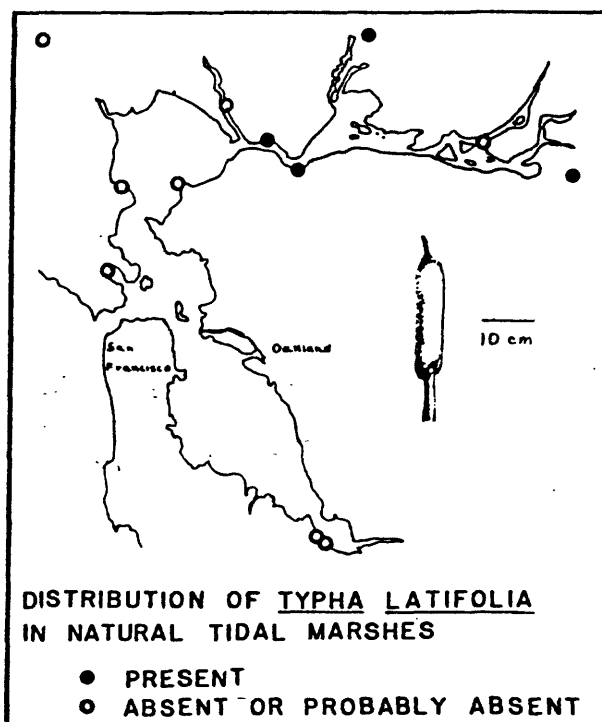 San
Francisco
Oakland
10 cm
DISTRIBUTION OF TYPHA LATIFOLIA
IN NATURAL TIDAL MARSHES
PRESENT
ABSENT OR PROBABLY ABSENT